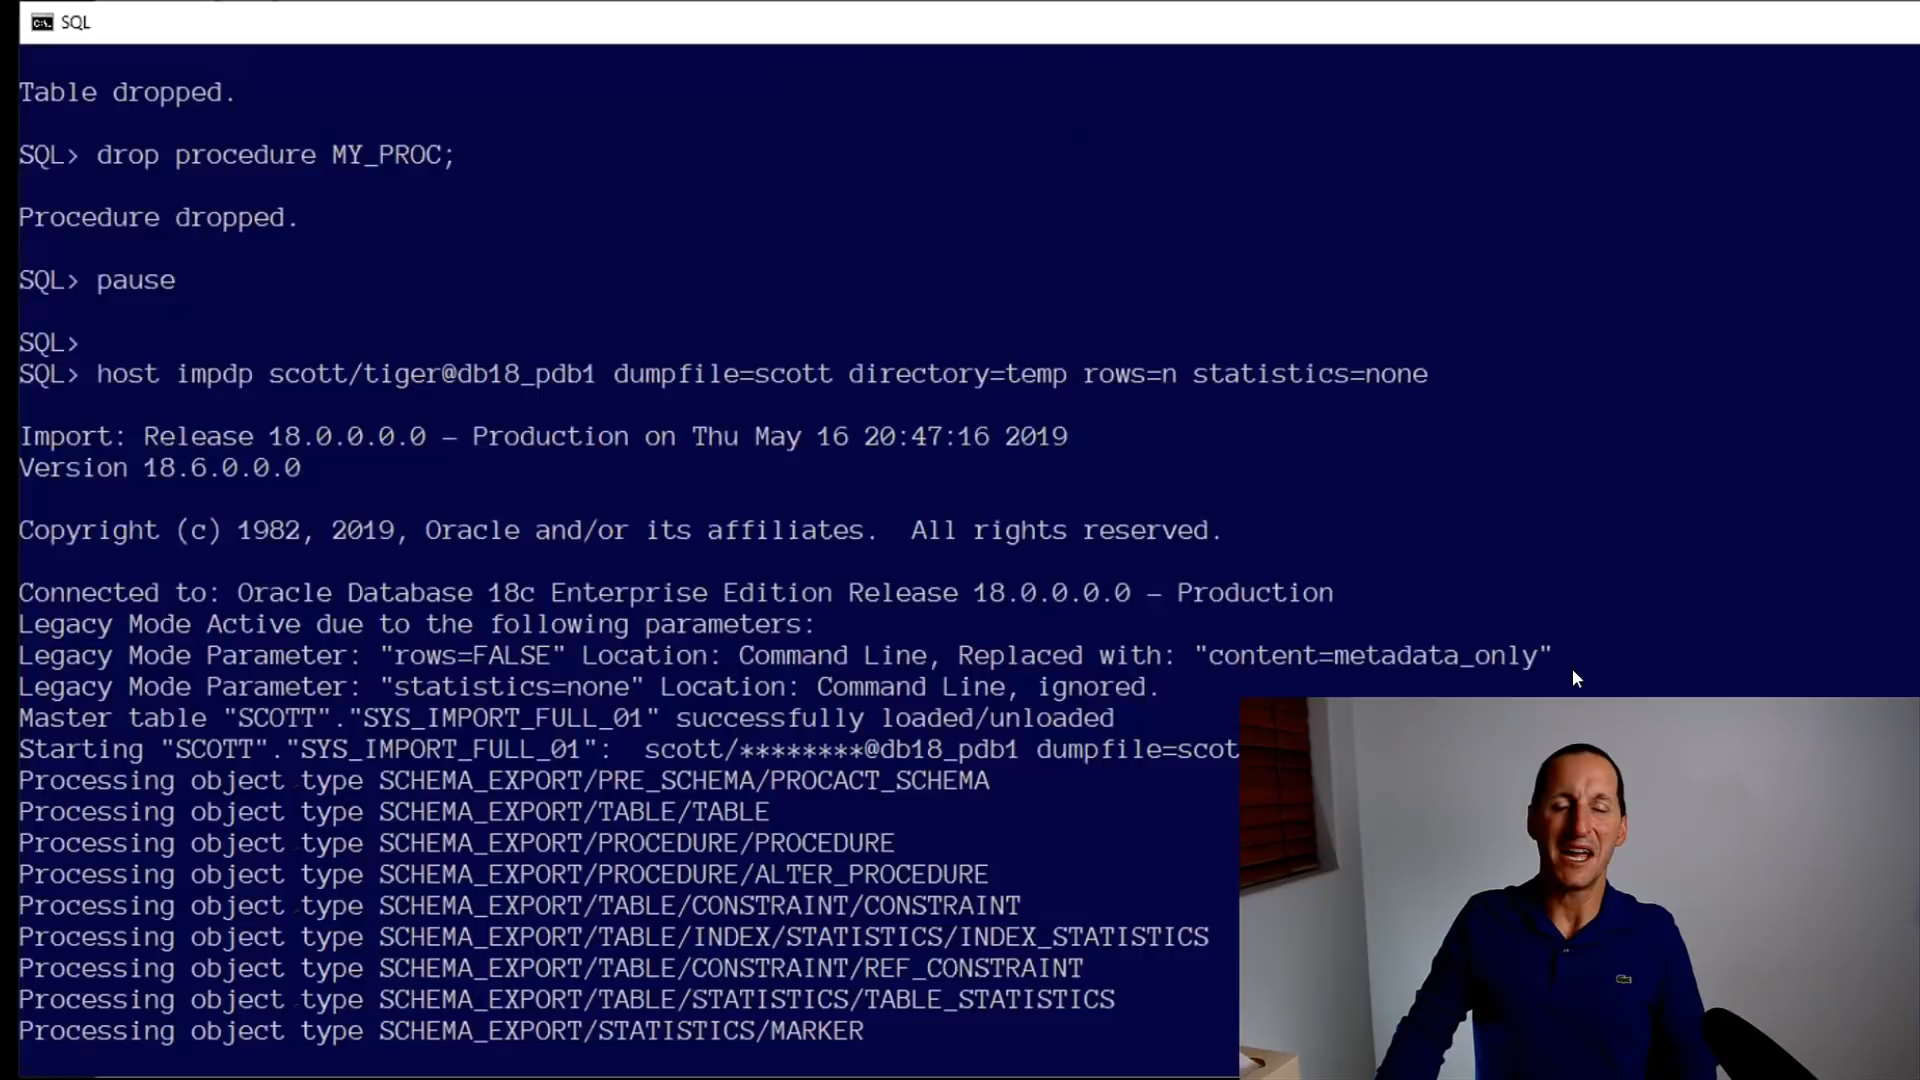 SQL
Table dropped.
SQL> drop procedure MY_PROC;
Procedure dropped.
SQL> pause
SQL>
SQL> host impdp scott/tiger@db18_pdb1 dumpfile=scott directory=temp rows=n statistics=none
Import: Release 18.0.0.0.0 – Production on Thu May 16 20:47:16 2019
Version 18.6.0.0.0
Copyright (c) 1982, 2019, Oracle and/or its affiliates.  All rights reserved.
Connected to: Oracle Database 18c Enterprise Edition Release 18.0.0.0.0 – Production
Legacy Mode Active due to the following parameters:
Legacy Mode Parameter: "rows=FALSE" Location: Command Line, Replaced with: "content=metadata_only"
Legacy Mode Parameter: "statistics=none" Location: Command Line, ignored.
Master table "SCOTT"."SYS_IMPORT_FULL_01" successfully loaded/unloaded
Starting "SCOTT"."SYS_IMPORT_FULL_01":  scott/********@db18_pdb1 dumpfile=scot
Processing object type SCHEMA_EXPORT/PRE_SCHEMA/PROCACT_SCHEMA
Processing object type SCHEMA_EXPORT/TABLE/TABLE
Processing object type SCHEMA_EXPORT/PROCEDURE/PROCEDURE
Processing object type SCHEMA_EXPORT/PROCEDURE/ALTER_PROCEDURE
Processing object type SCHEMA_EXPORT/TABLE/CONSTRAINT/CONSTRAINT
Processing object type SCHEMA_EXPORT/TABLE/INDEX/STATISTICS/INDEX_STATISTICS
Processing object type SCHEMA_EXPORT/TABLE/CONSTRAINT/REF_CONSTRAINT
Processing object type SCHEMA_EXPORT/TABLE/STATISTICS/TABLE_STATISTICS
Processing object type SCHEMA_EXPORT/STATISTICS/MARKER